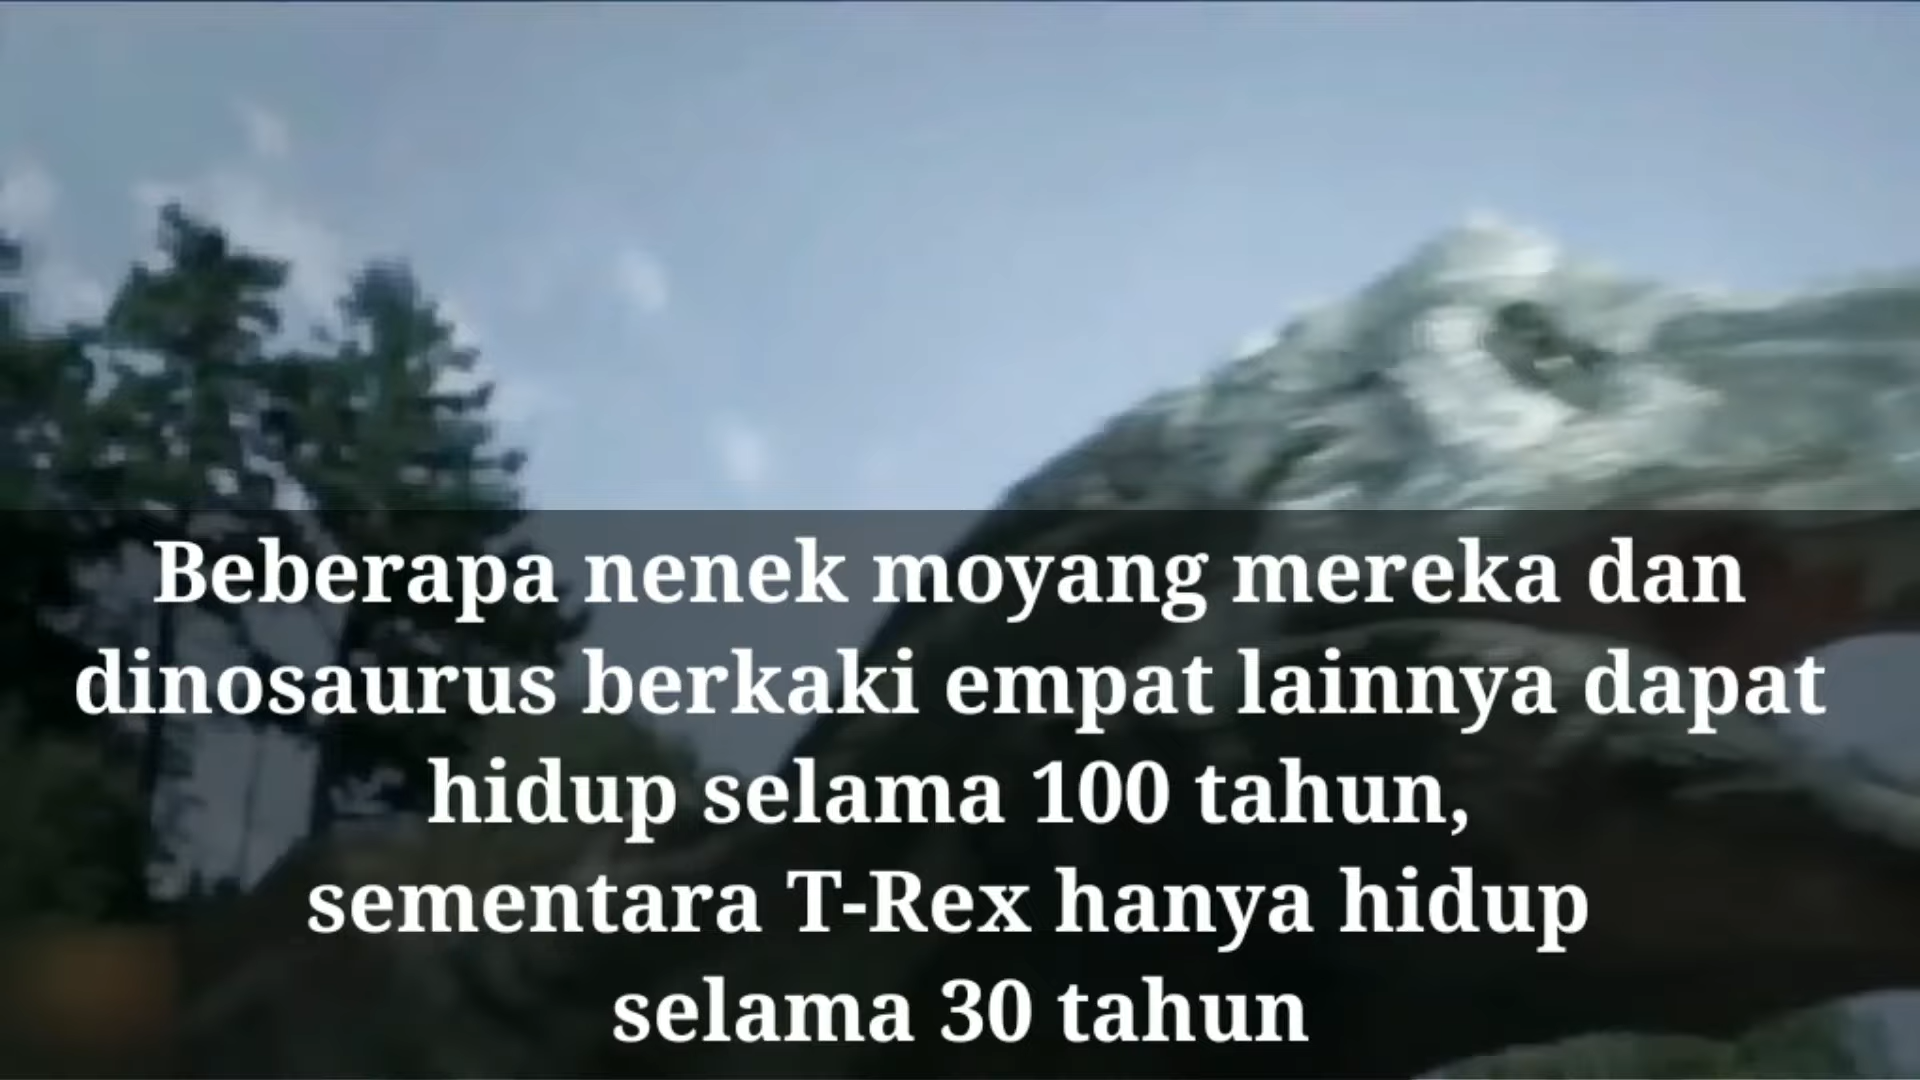 Beberapa nenek moyang mereka dan
dinosaurus berkaki empat lainnya dapat
hidup selama 100 tahun,
sementara T-Rex hanya hidup
selama 30 tahun